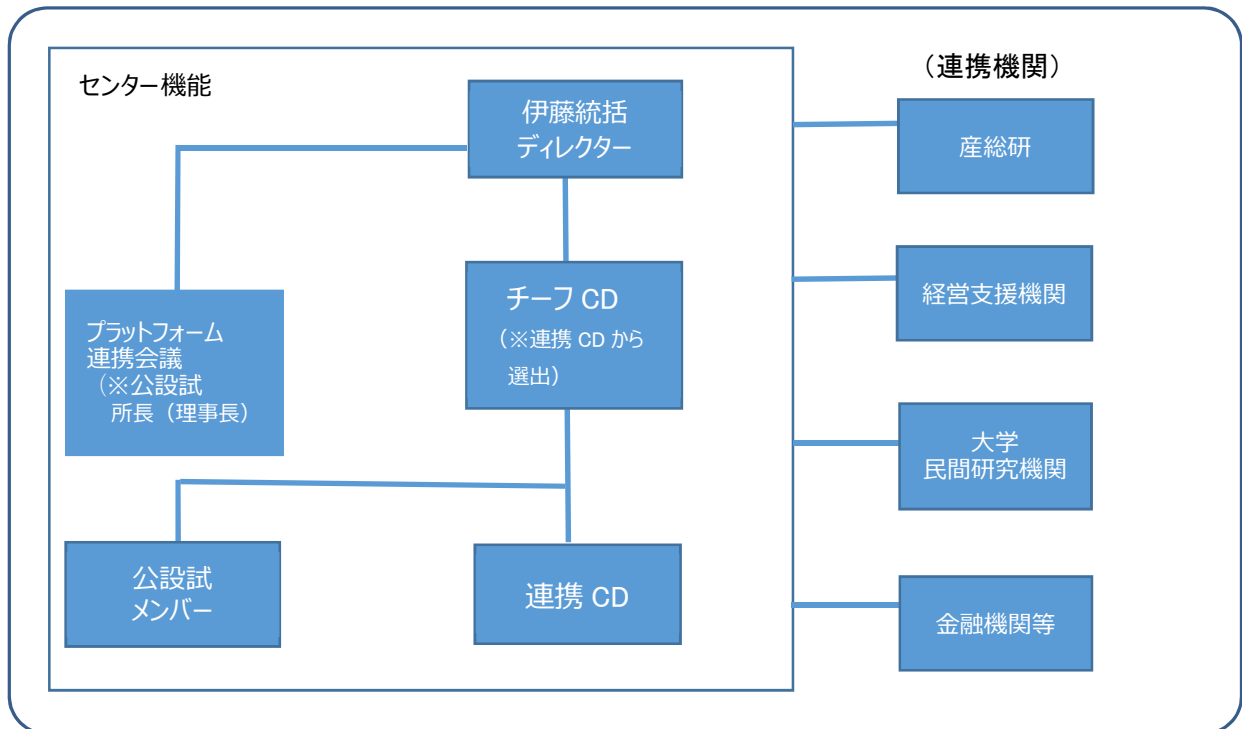 センター機能
伊藤統括
ディレクター
プラットフォーム
連携会議
(※公設試
所長（理事長）
チーフ CD
（※連携 CD から
選出）
公設試
メンバー
連携 CD
（連携機関）
産総研
経営支援機関
大学
民間研究機関
金融機関等